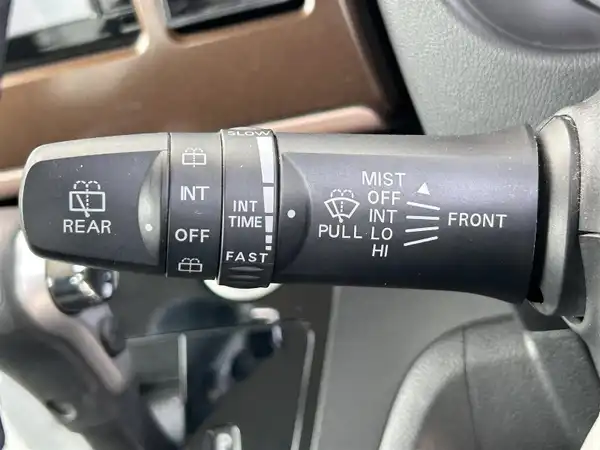 REAR
INT
OFF
SLOW
INT
TIME
FAST
PULL
MIST
OFF
INT
LO
HI
FRONT